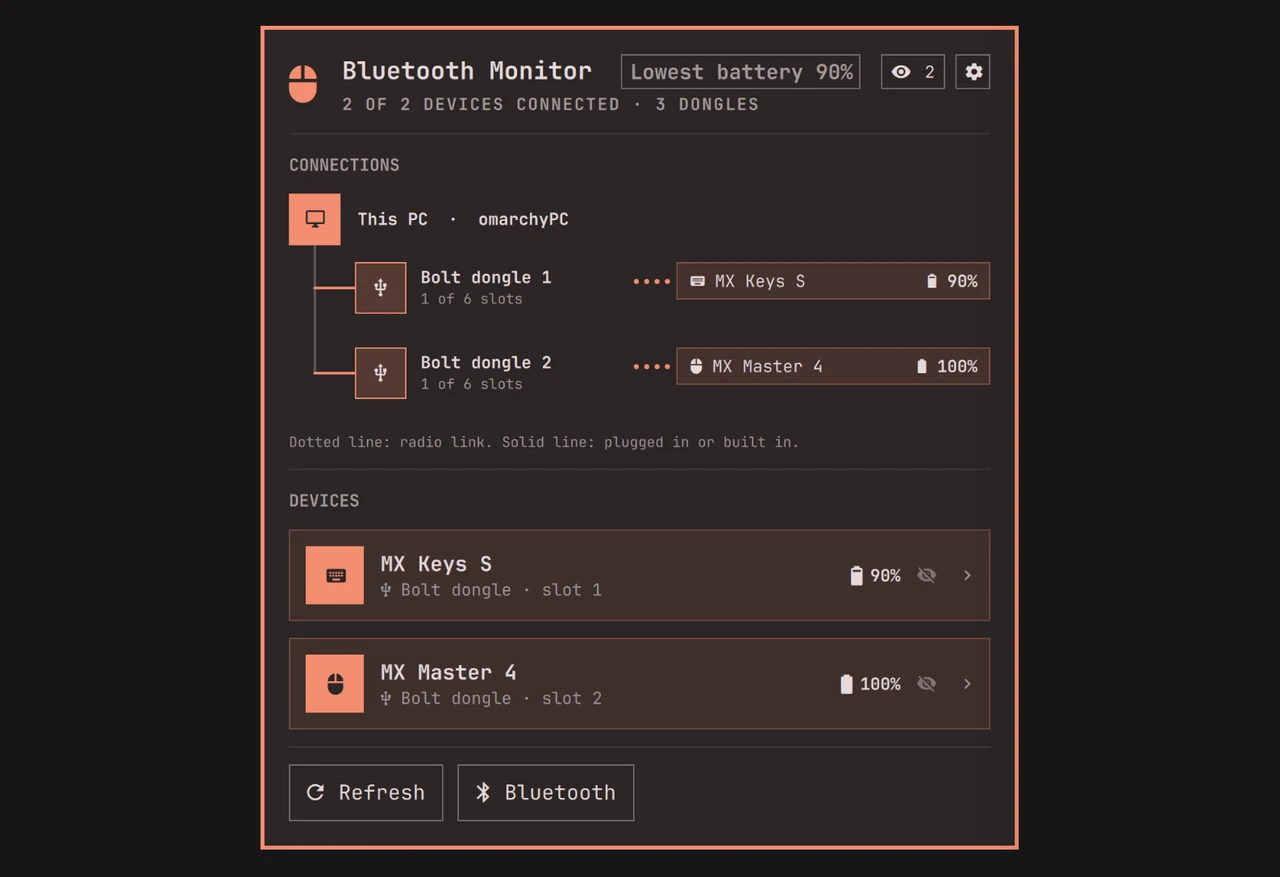 Bluetooth Monitor
Lowest battery 90%
2
2 OF 2 DEVICES CONNECTED · 3 DONGLES
CONNECTIONS
This PC · omarchyPC
Bolt dongle 1
1 of 6 slots
MX Keys S 90%
Bolt dongle 2
1 of 6 slots
MX Master 4 100%
Dotted line: radio link. Solid line: plugged in or built in.
DEVICES
MX Keys S
Bolt dongle · slot 1
90%
MX Master 4
Bolt dongle · slot 2
100%
Refresh
Bluetooth